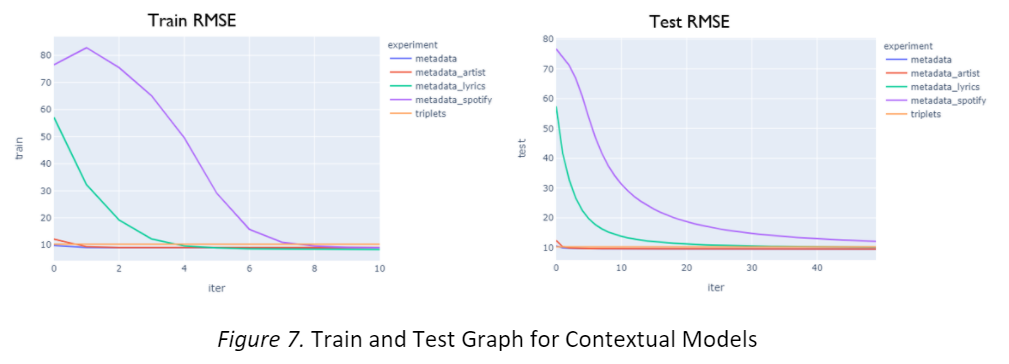 Train RMSE
80
70
60
50
40
30
20
10
0
2
4
6
8
10
train
iter
experiment
metadata
metadata_artist
metadata_lyrics
metadata_spotify
triplets
Test RMSE
80
70
60
50
40
30
20
10
0
10
20
30
40
test
iter
experiment
metadata
metadata_artist
metadata_lyrics
metadata_spotify
triplets
Figure 7. Train and Test Graph for Contextual Models